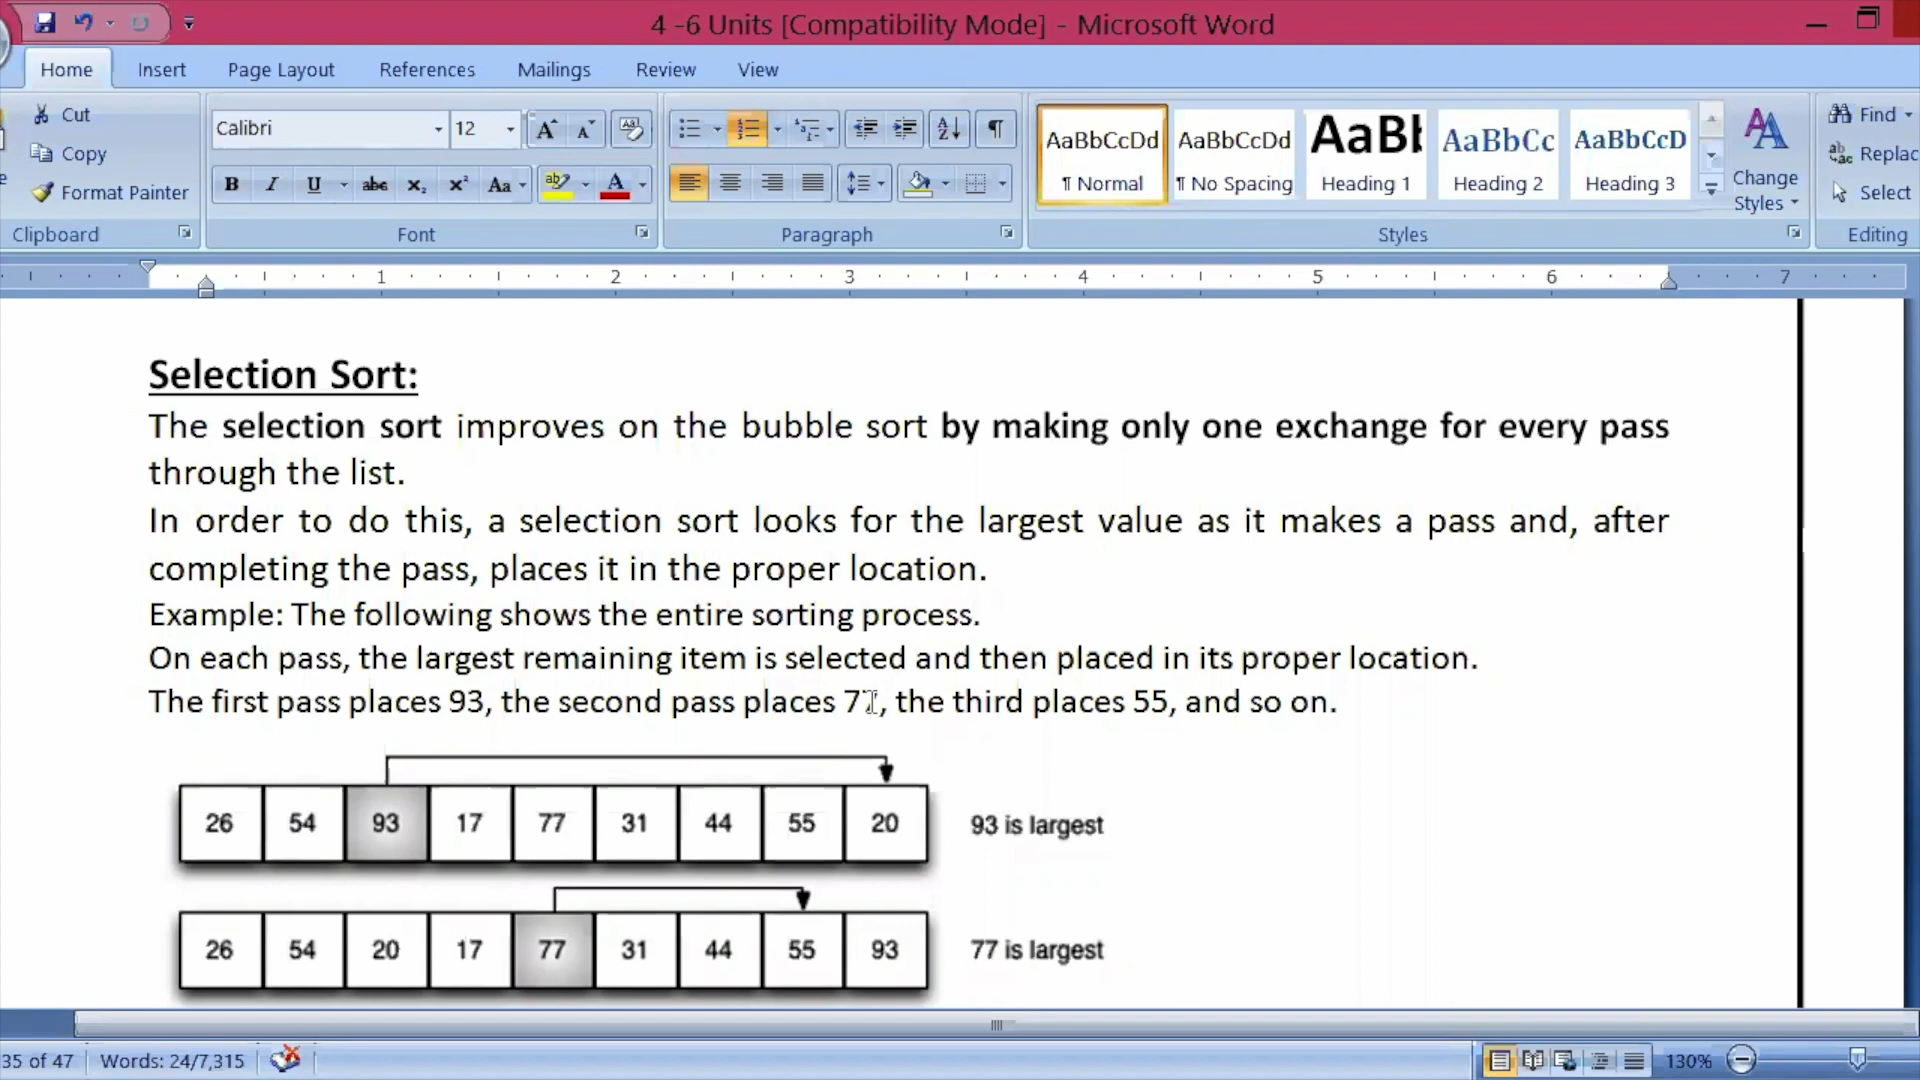 4 -6 Units [Compatibility Mode] - Microsoft Word
Home Insert Page Layout References Mailings Review View
Cut
Copy
Format Painter
Clipboard
Calibri 12
Font
Paragraph
AaBbCcDd AaBbCcDd AaBb AaBbCc AaBbCcD
¶ Normal ¶ No Spacing Heading 1 Heading 2 Heading 3
Change Styles
Styles
Find
Replac
Select
Editing
1 2 3 4 5 6 7
Selection Sort:
The selection sort improves on the bubble sort by making only one exchange for every pass
through the list.
In order to do this, a selection sort looks for the largest value as it makes a pass and, after
completing the pass, places it in the proper location.
Example: The following shows the entire sorting process.
On each pass, the largest remaining item is selected and then placed in its proper location.
The first pass places 93, the second pass places 77, the third places 55, and so on.
26 54 93 17 77 31 44 55 20 93 is largest
26 54 20 17 77 31 44 55 93 77 is largest
35 of 47 Words: 24/7,315 130%